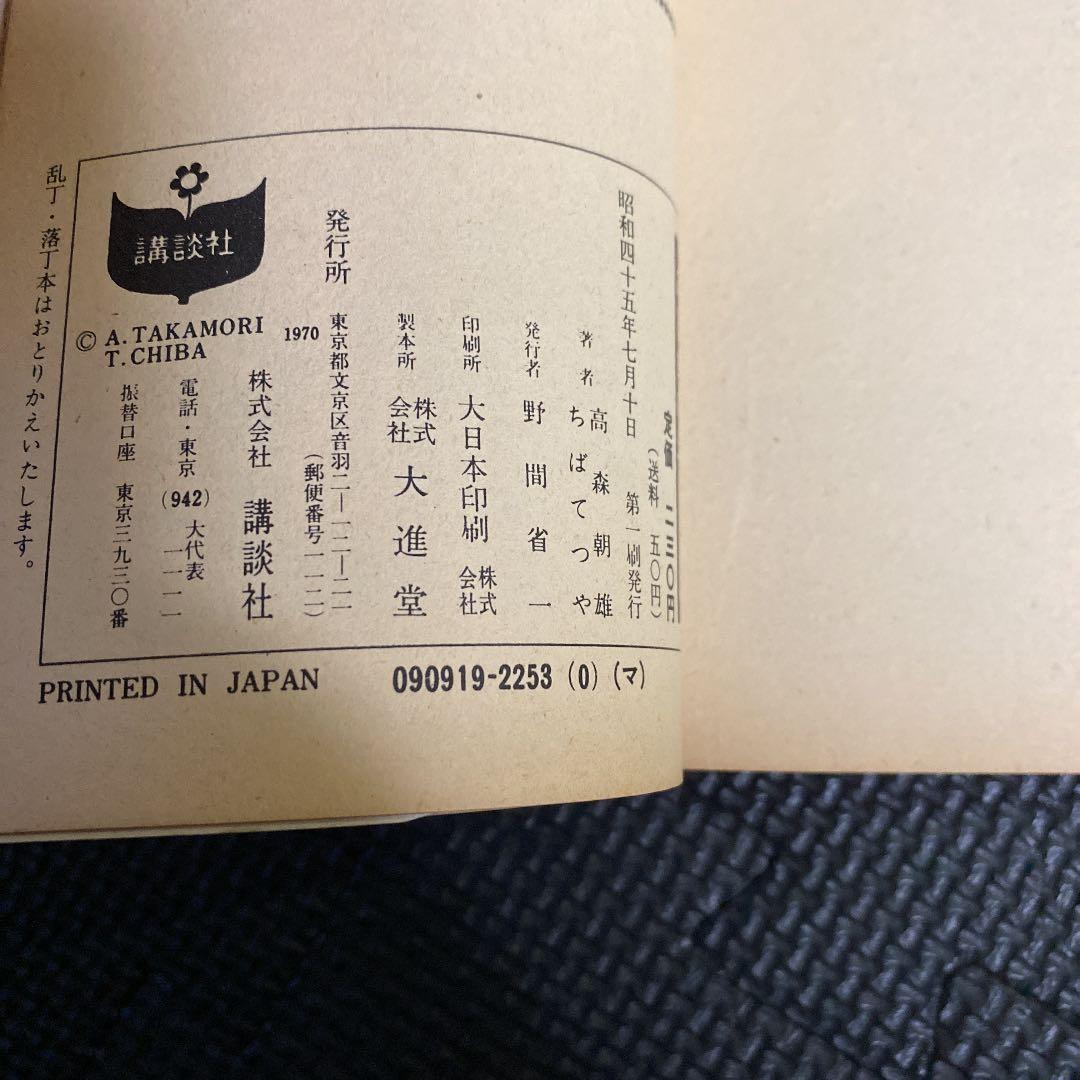 定価 二三〇円
(送料 五〇円)
昭和四十五年七月十日 第一刷発行
著者 高森朝雄
ちばてつや
発行者 野間省一
印刷所 大日本印刷 株式会社
製本所 株式会社 大進堂
発行所 東京都文京区音羽二—一二—二一
(郵便番号一一二)
株式会社 講談社
電話・東京(942)大代表一一一一
振替口座 東京三九三〇番
講談社
© A. TAKAMORI
T. CHIBA 1970
乱丁・落丁本はおとりかえいたします。
PRINTED IN JAPAN 090919-2253 (0) (マ)